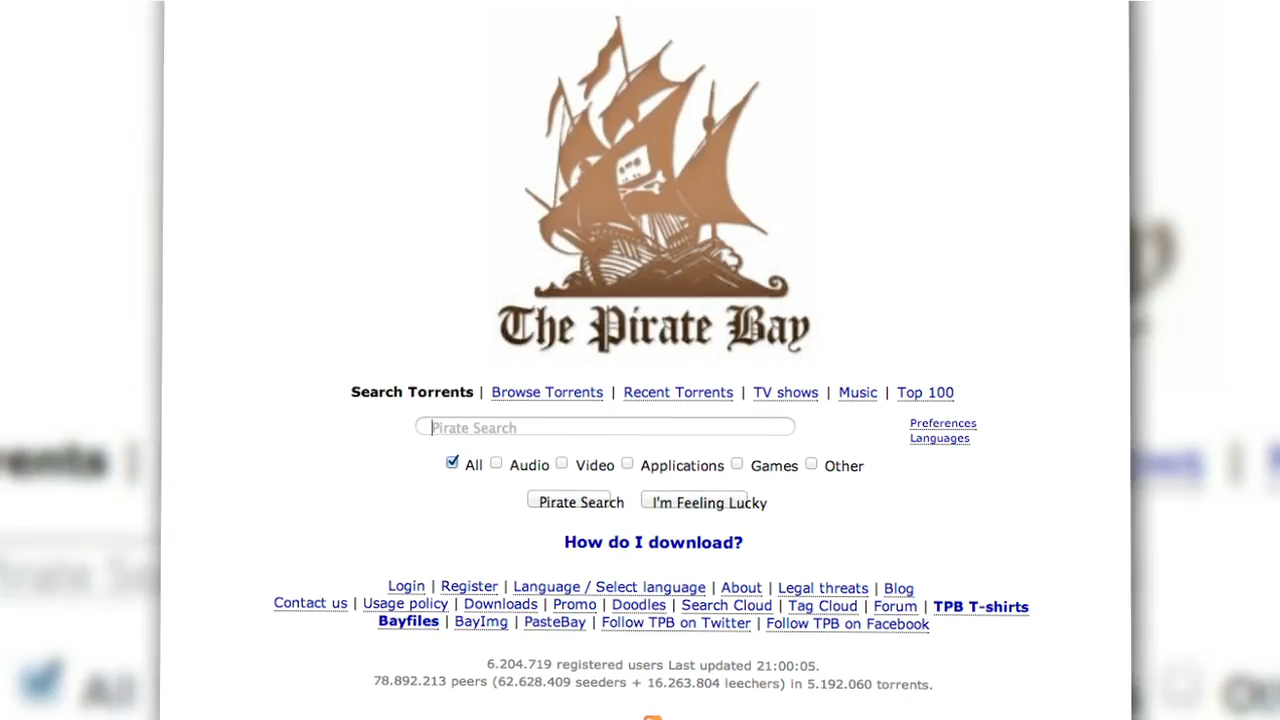 The Pirate Bay
Search Torrents | Browse Torrents | Recent Torrents | TV shows | Music | Top 100
Pirate Search
Preferences
Languages
All Audio Video Applications Games Other
Pirate Search I'm Feeling Lucky
How do I download?
Login | Register | Language / Select language | About | Legal threats | Blog
Contact us | Usage policy | Downloads | Promo | Doodles | Search Cloud | Tag Cloud | Forum | TPB T-shirts
Bayfiles | BayImg | PasteBay | Follow TPB on Twitter | Follow TPB on Facebook
6.204.719 registered users Last updated 21:00:05.
78.892.213 peers (62.628.409 seeders + 16.263.804 leechers) in 5.192.060 torrents.